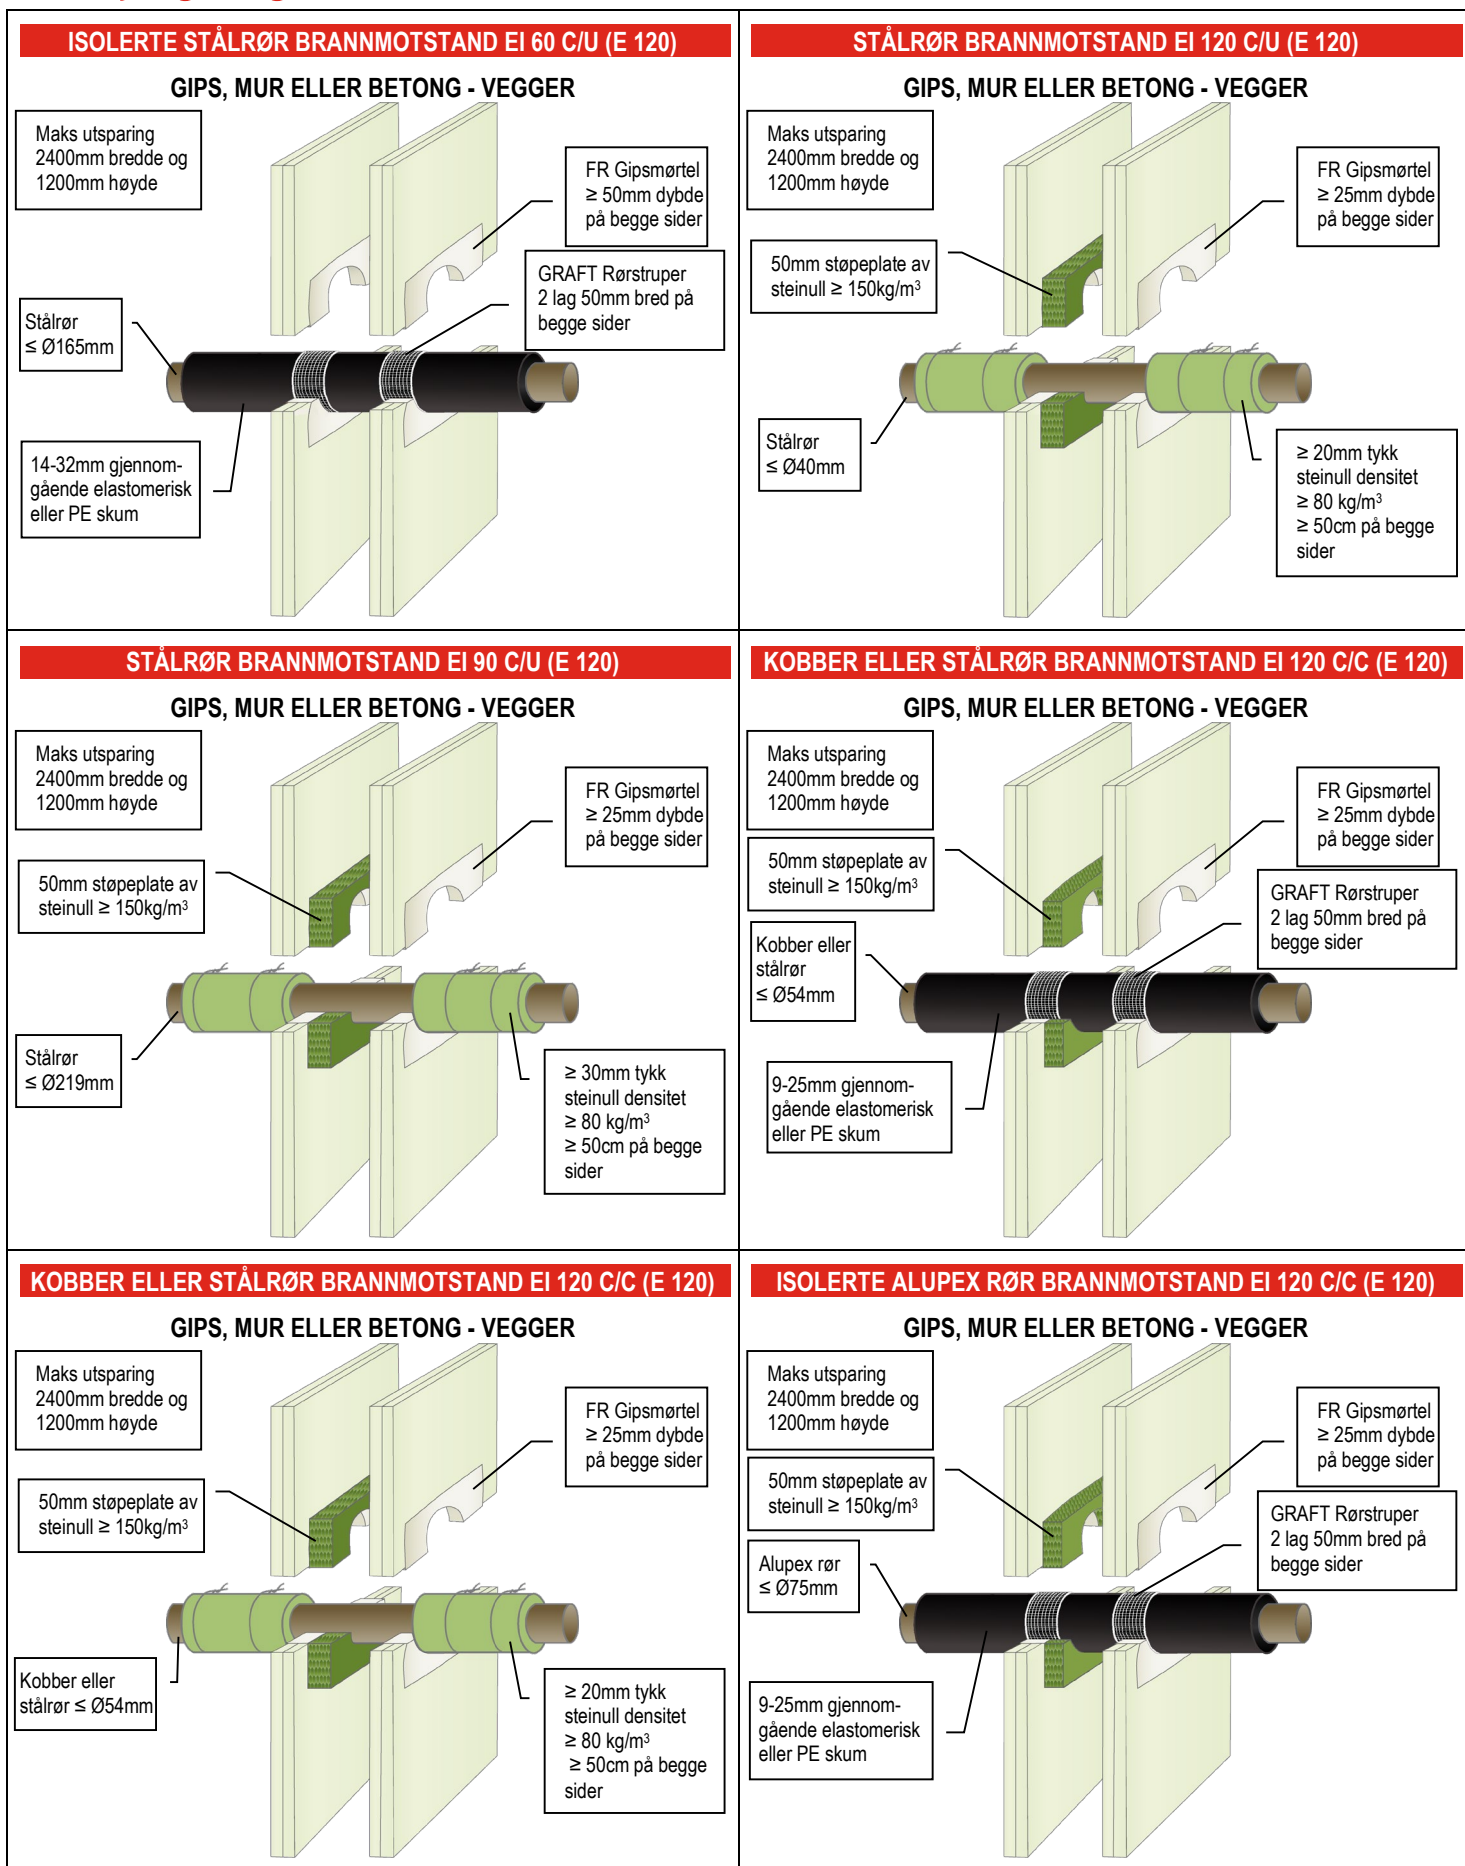 ISOLERTE STÅLRØR BRANNMOTSTAND EI 60 C/U (E 120)
GIPS, MUR ELLER BETONG - VEGGER
Maks utsparing
2400mm bredde og
1200mm høyde
FR Gipsmørtel
≥ 50mm dybde
på begge sider
GRAFT Rørstruper
2 lag 50mm bred på
begge sider
Stålrør
≤ Ø165mm
14-32mm gjennom-
gående elastomerisk
eller PE skum
STÅLRØR BRANNMOTSTAND EI 120 C/U (E 120)
GIPS, MUR ELLER BETONG - VEGGER
Maks utsparing
2400mm bredde og
1200mm høyde
FR Gipsmørtel
≥ 25mm dybde
på begge sider
50mm støpeplate av
steinull ≥ 150kg/m³
Stålrør
≤ Ø40mm
≥ 20mm tykk
steinull densitet
≥ 80 kg/m³
≥ 50cm på begge
sider
STÅLRØR BRANNMOTSTAND EI 90 C/U (E 120)
GIPS, MUR ELLER BETONG - VEGGER
Maks utsparing
2400mm bredde og
1200mm høyde
FR Gipsmørtel
≥ 25mm dybde
på begge sider
50mm støpeplate av
steinull ≥ 150kg/m³
Stålrør
≤ Ø219mm
≥ 30mm tykk
steinull densitet
≥ 80 kg/m³
≥ 50cm på begge
sider
KOBBER ELLER STÅLRØR BRANNMOTSTAND EI 120 C/C (E 120)
GIPS, MUR ELLER BETONG - VEGGER
Maks utsparing
2400mm bredde og
1200mm høyde
FR Gipsmørtel
≥ 25mm dybde
på begge sider
50mm støpeplate av
steinull ≥ 150kg/m³
GRAFT Rørstruper
2 lag 50mm bred på
begge sider
Kobber eller
stålrør
≤ Ø54mm
9-25mm gjennom-
gående elastomerisk
eller PE skum
KOBBER ELLER STÅLRØR BRANNMOTSTAND EI 120 C/C (E 120)
GIPS, MUR ELLER BETONG - VEGGER
Maks utsparing
2400mm bredde og
1200mm høyde
FR Gipsmørtel
≥ 25mm dybde
på begge sider
50mm støpeplate av
steinull ≥ 150kg/m³
Kobber eller
stålrør ≤ Ø54mm
≥ 20mm tykk
steinull densitet
≥ 80 kg/m³
≥ 50cm på begge
sider
ISOLERTE ALUPEX RØR BRANNMOTSTAND EI 120 C/C (E 120)
GIPS, MUR ELLER BETONG - VEGGER
Maks utsparing
2400mm bredde og
1200mm høyde
FR Gipsmørtel
≥ 25mm dybde
på begge sider
50mm støpeplate av
steinull ≥ 150kg/m³
GRAFT Rørstruper
2 lag 50mm bred på
begge sider
Alupex rør
≤ Ø75mm
9-25mm gjennom-
gående elastomerisk
eller PE skum